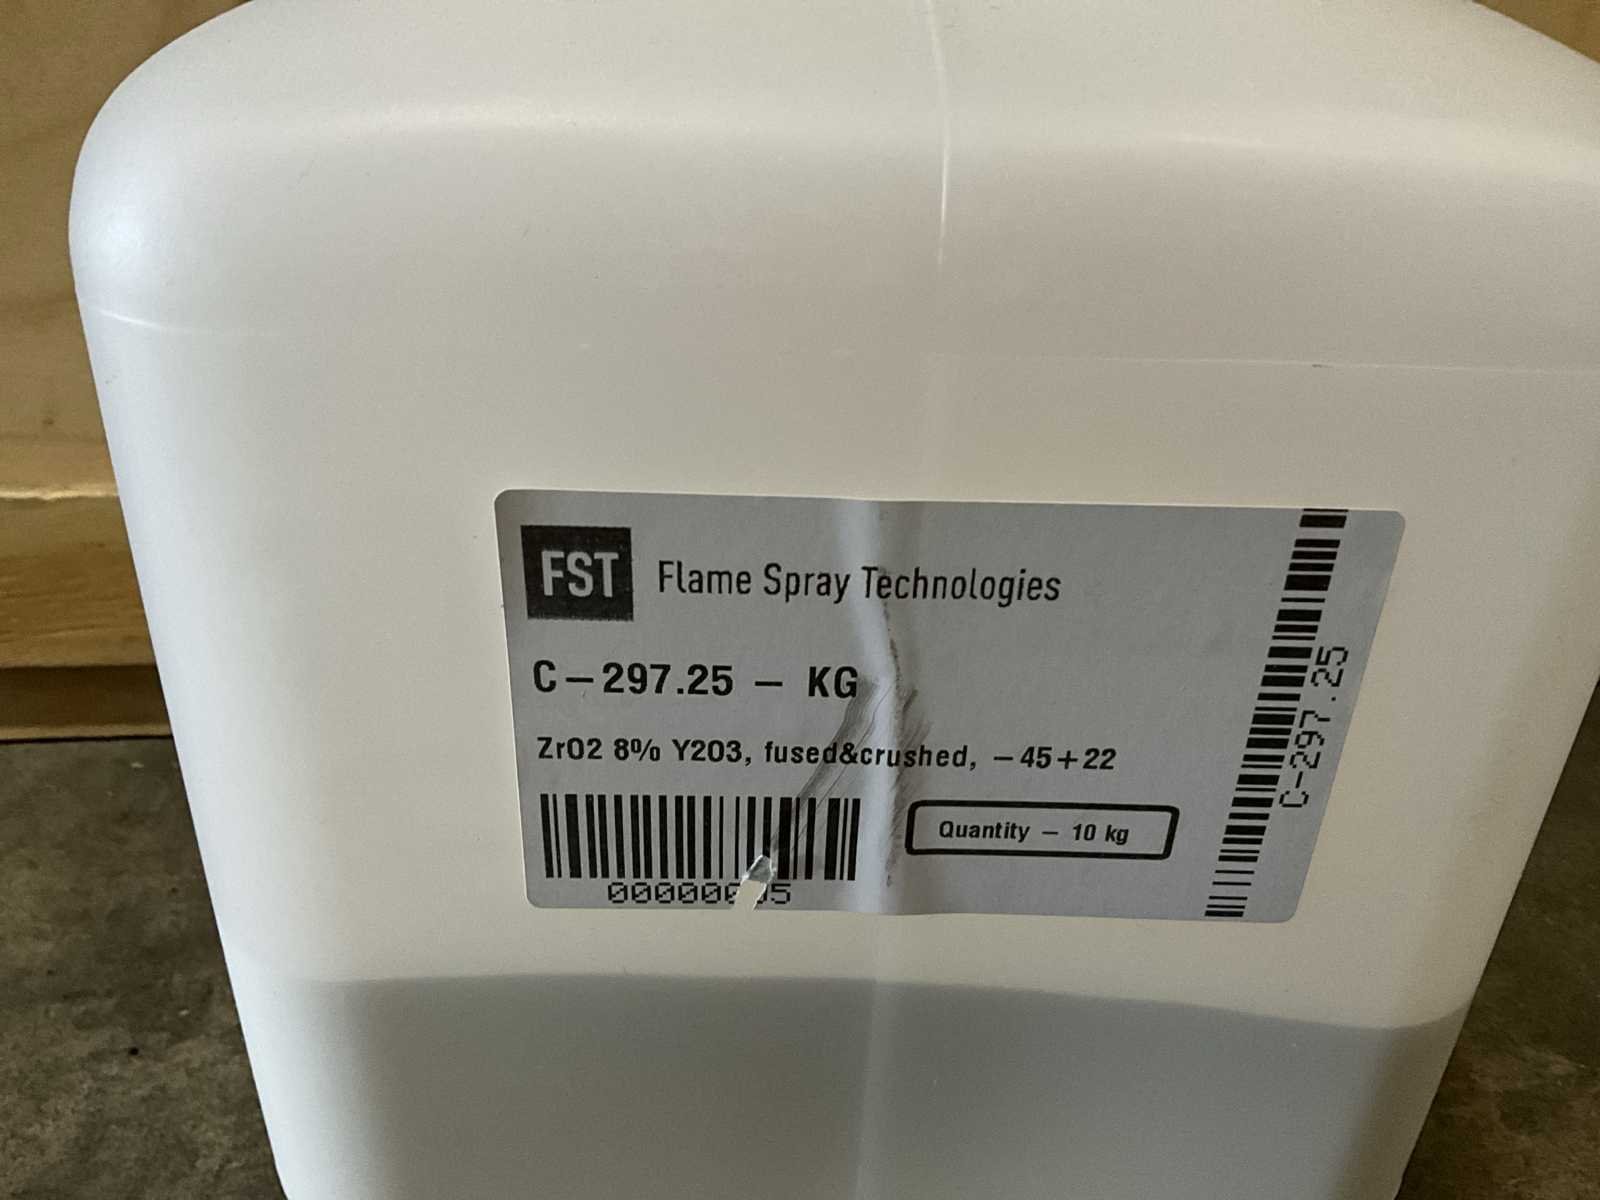 FST Flame Spray Technologies
C-297.25 - KG
ZrO2 8% Y2O3, fused&crushed, -45+22
Quantity - 10 kg
C-297.25